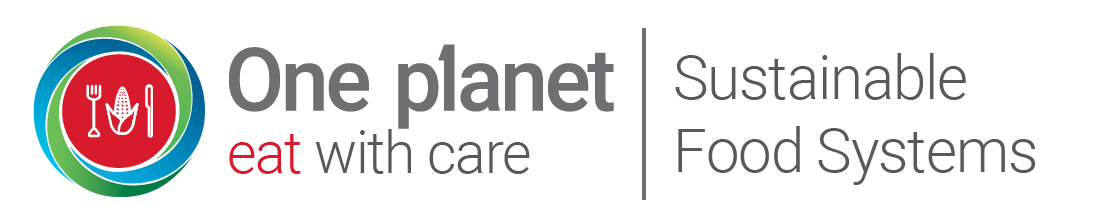 One planet
eat with care
Sustainable
Food Systems